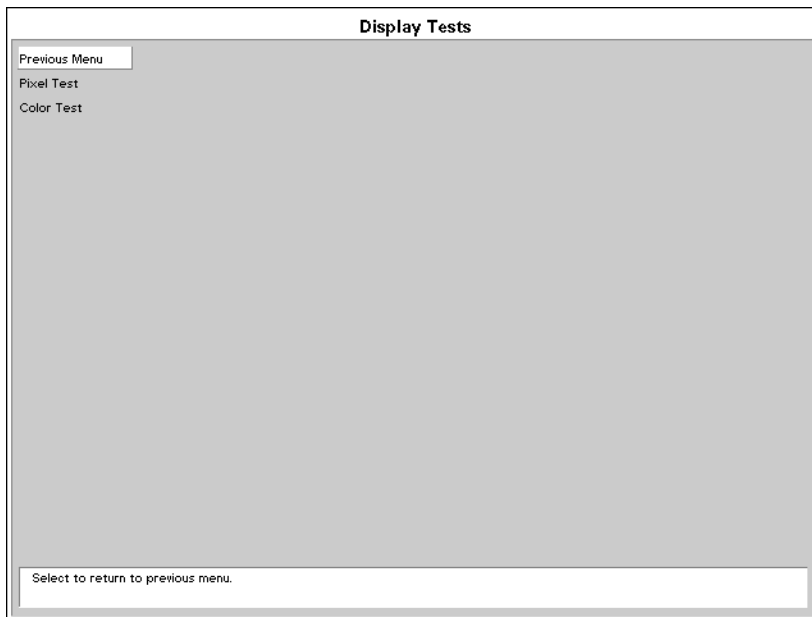 Display Tests
Previous Menu
Pixel Test
Color Test
Select to return to previous menu.